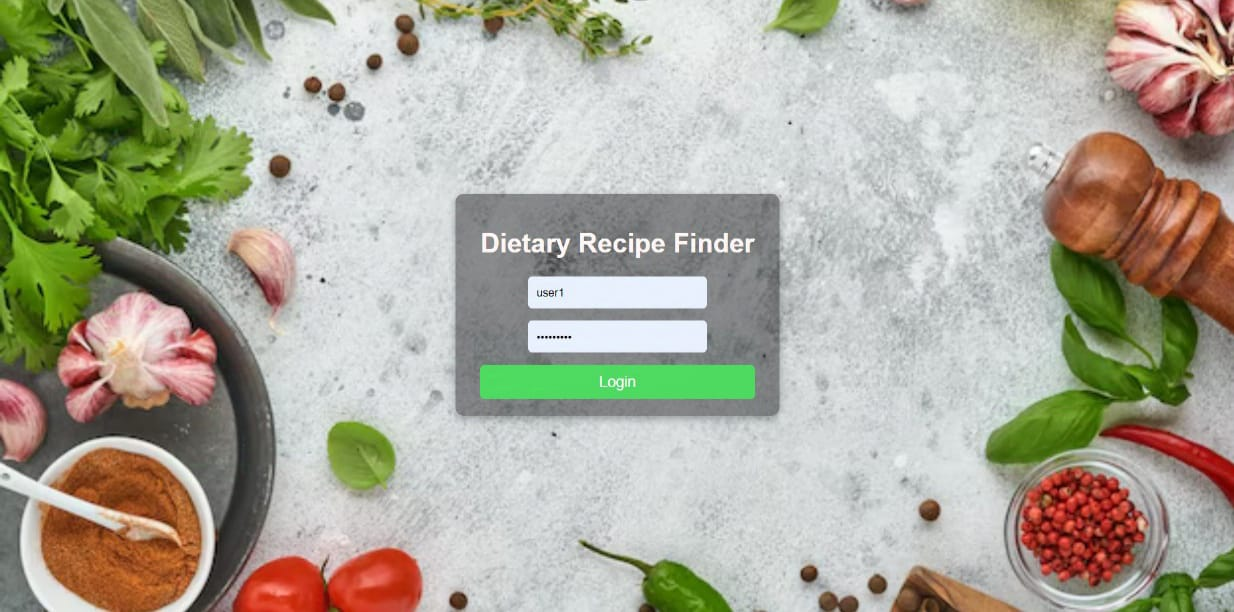 Dietary Recipe Finder
user1
•••••••••
Login